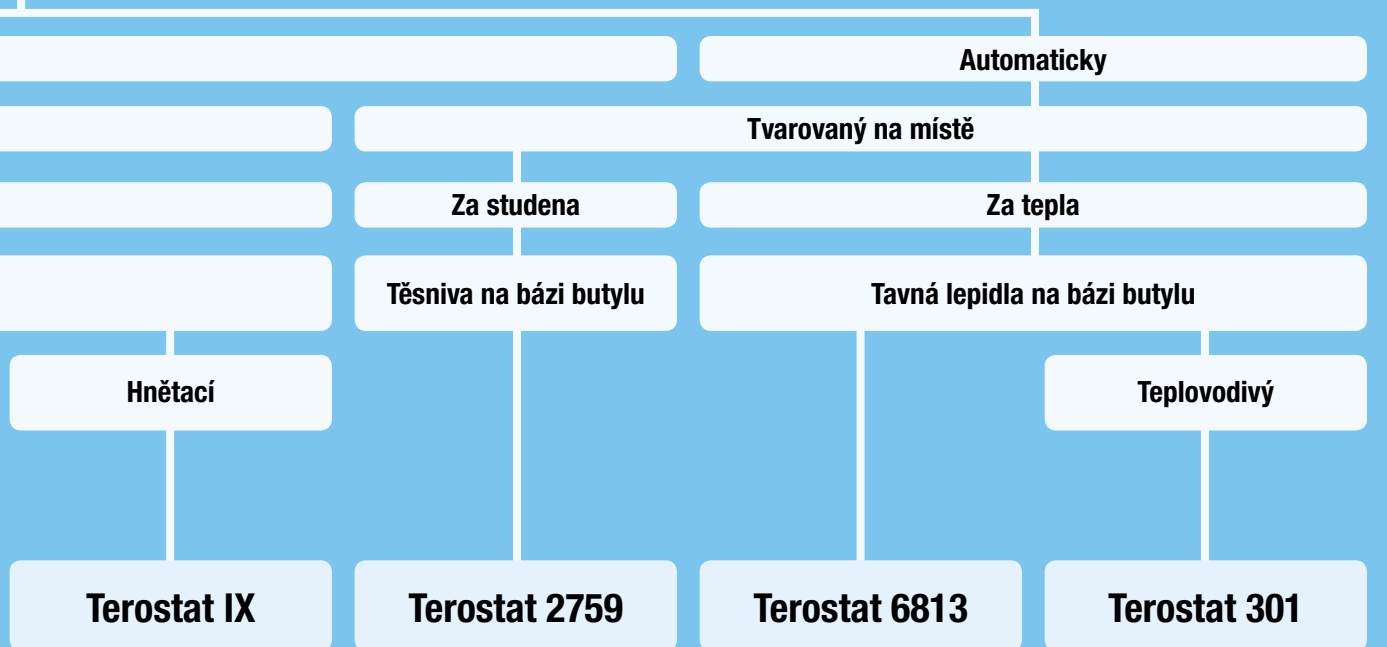 Automaticky
Tvarovaný na místě
Za studena
Za tepla
Těsniva na bázi butylu
Tavná lepidla na bázi butylu
Hnětací
Teplovodivý
Terostat IX
Terostat 2759
Terostat 6813
Terostat 301